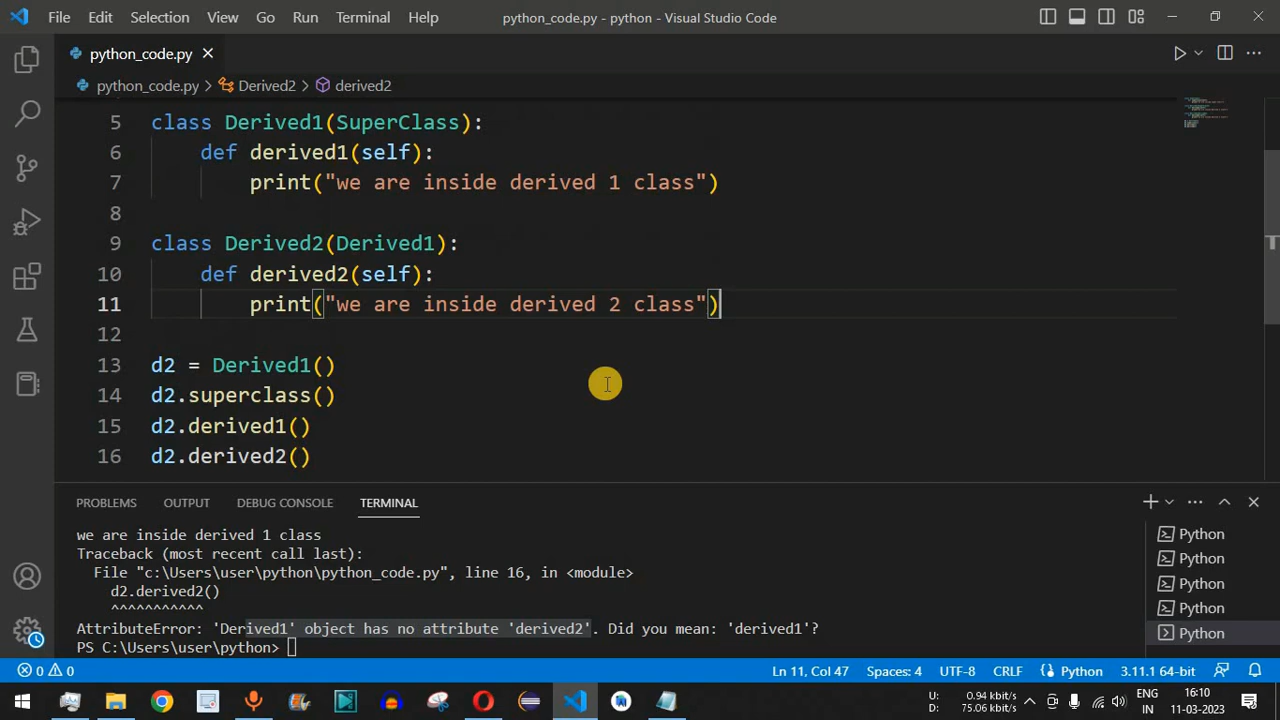 File Edit Selection View Go Run Terminal Help python_code.py - python - Visual Studio Code
python_code.py
python_code.py > Derived2 > derived2
5 class Derived1(SuperClass):
6 def derived1(self):
7 print("we are inside derived 1 class")
8
9 class Derived2(Derived1):
10 def derived2(self):
11 print("we are inside derived 2 class")
12
13 d2 = Derived1()
14 d2.superclass()
15 d2.derived1()
16 d2.derived2()
PROBLEMS OUTPUT DEBUG CONSOLE TERMINAL
we are inside derived 1 class
Traceback (most recent call last):
File "c:\Users\user\python\python_code.py", line 16, in <module>
d2.derived2()
^^^^^^^^^^^
AttributeError: 'Derived1' object has no attribute 'derived2'. Did you mean: 'derived1'?
PS C:\Users\user\python>
Python
Python
Python
Python
Python
0 0 Ln 11, Col 47 Spaces: 4 UTF-8 CRLF Python 3.11.1 64-bit
U: 0.94 kbit/s
D: 75.06 kbit/s
ENG
IN
16:10
11-03-2023